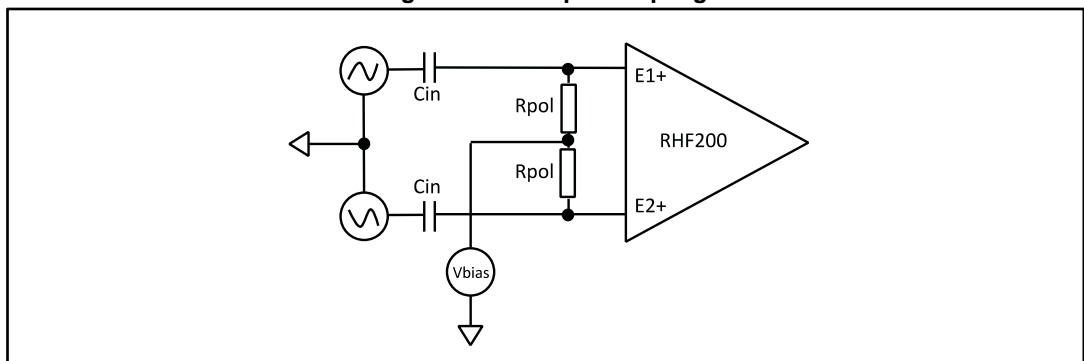 Cin
E1+
Rpol
RHF200
Rpol
Cin
E2+
Vbias